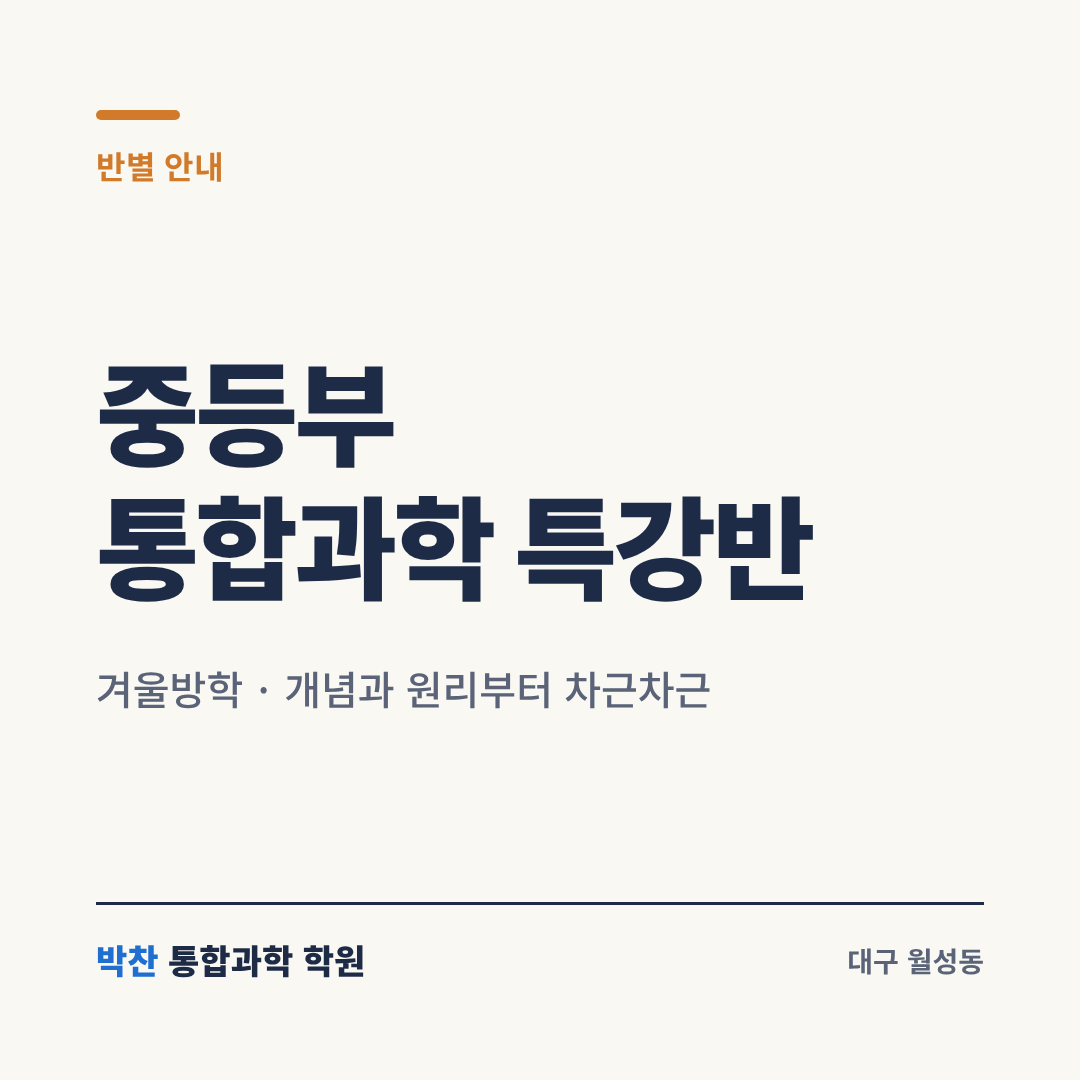 반별 안내
중등부
통합과학 특강반
겨울방학 · 개념과 원리부터 차근차근
박찬 통합과학 학원
대구 월성동